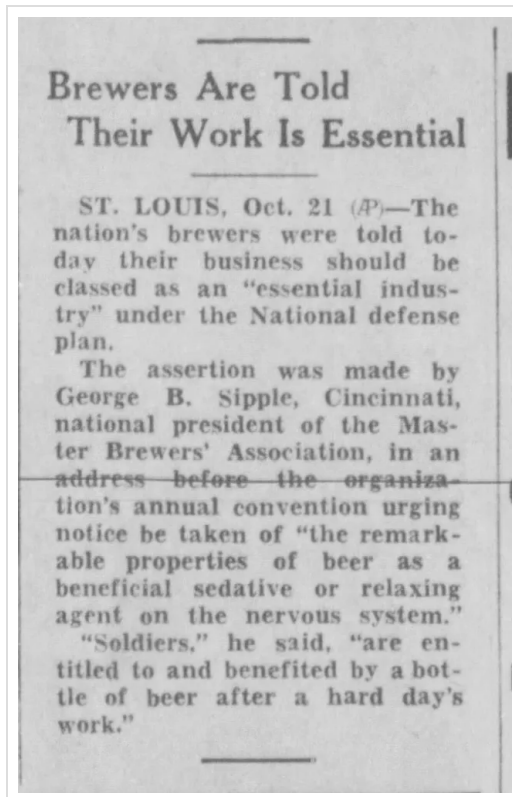 Brewers Are Told
Their Work Is Essential
ST. LOUIS, Oct. 21 (AP)—The
nation's brewers were told to-
day their business should be
classed as an "essential indus-
try" under the National defense
plan.
The assertion was made by
George B. Sipple, Cincinnati,
national president of the Mas-
ter Brewers' Association, in an
address before the organiza-
tion's annual convention urging
notice be taken of "the remark-
able properties of beer as a
beneficial sedative or relaxing
agent on the nervous system."
"Soldiers," he said, "are en-
titled to and benefited by a bot-
tle of beer after a hard day's
work."